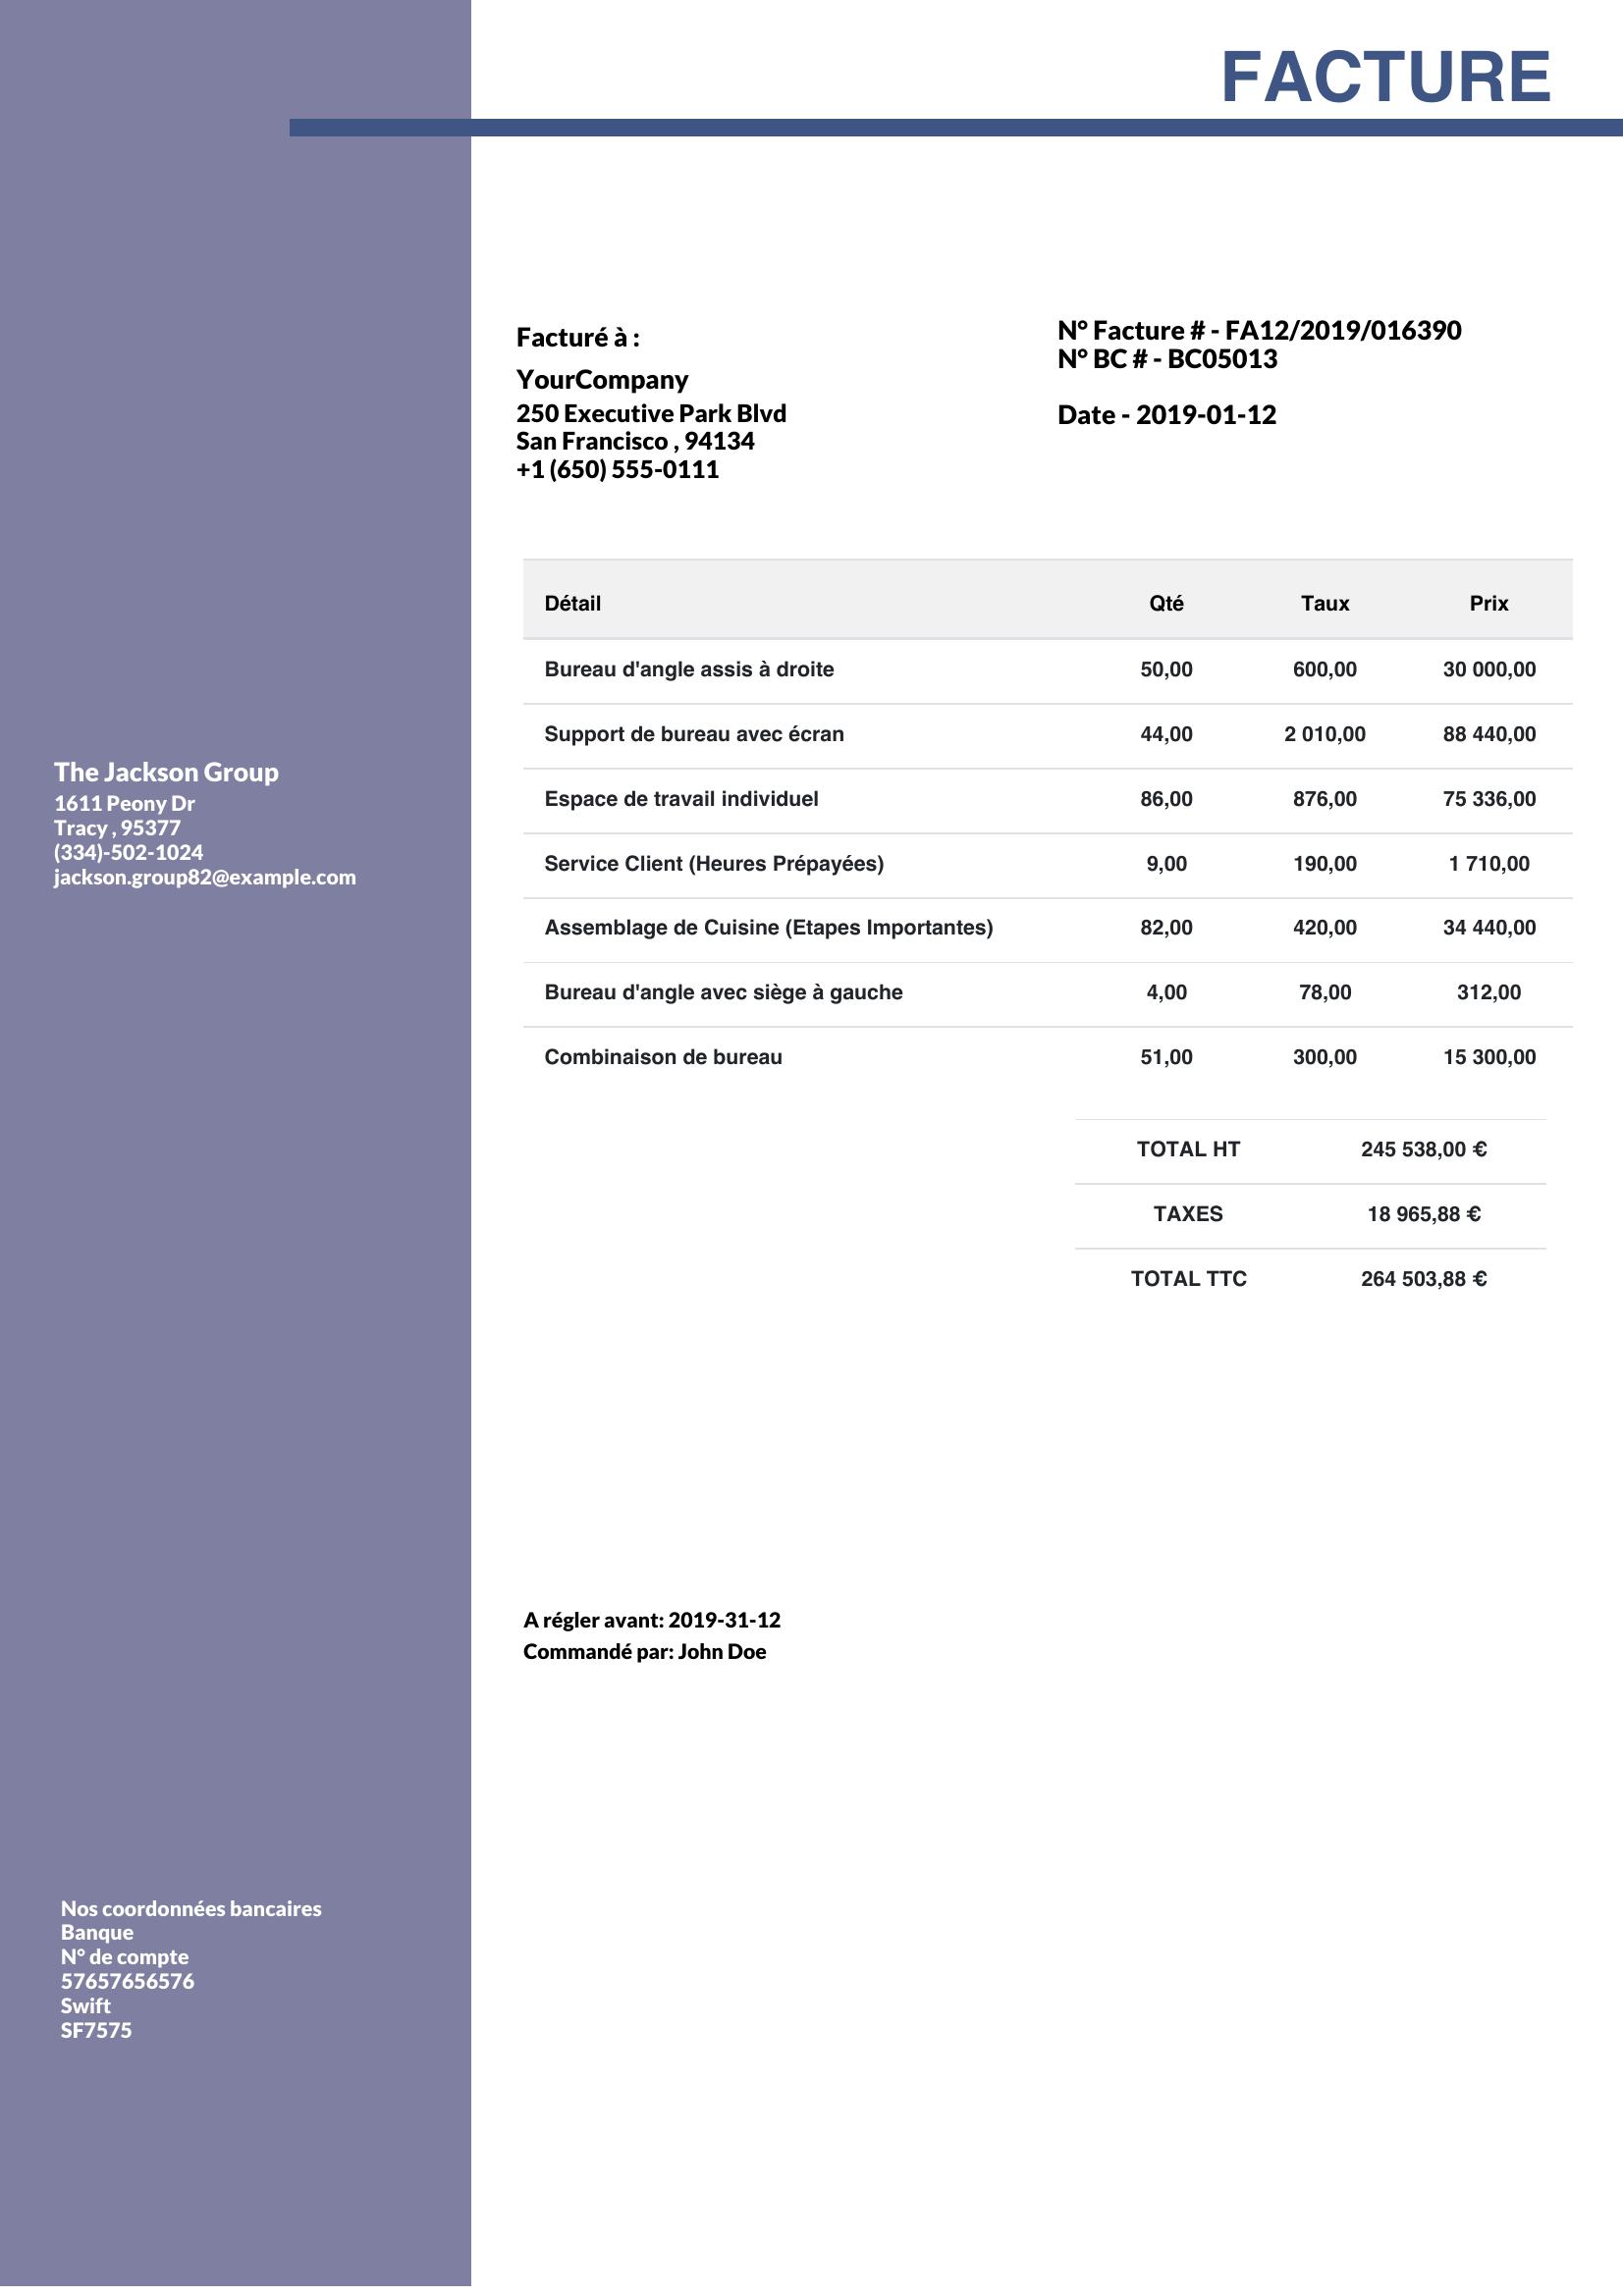 FACTURE
Facturé à :
YourCompany
250 Executive Park Blvd
San Francisco , 94134
+1 (650) 555-0111
N° Facture # - FA12/2019/016390
N° BC # - BC05013
Date - 2019-01-12
The Jackson Group
1611 Peony Dr
Tracy , 95377
(334)-502-1024
jackson.group82@example.com
Détail Qté Taux Prix
Bureau d'angle assis à droite 50,00 600,00 30 000,00
Support de bureau avec écran 44,00 2 010,00 88 440,00
Espace de travail individuel 86,00 876,00 75 336,00
Service Client (Heures Prépayées) 9,00 190,00 1 710,00
Assemblage de Cuisine (Etapes Importantes) 82,00 420,00 34 440,00
Bureau d'angle avec siège à gauche 4,00 78,00 312,00
Combinaison de bureau 51,00 300,00 15 300,00
TOTAL HT 245 538,00 €
TAXES 18 965,88 €
TOTAL TTC 264 503,88 €
A régler avant: 2019-31-12
Commandé par: John Doe
Nos coordonnées bancaires
Banque
N° de compte
57657656576
Swift
SF7575